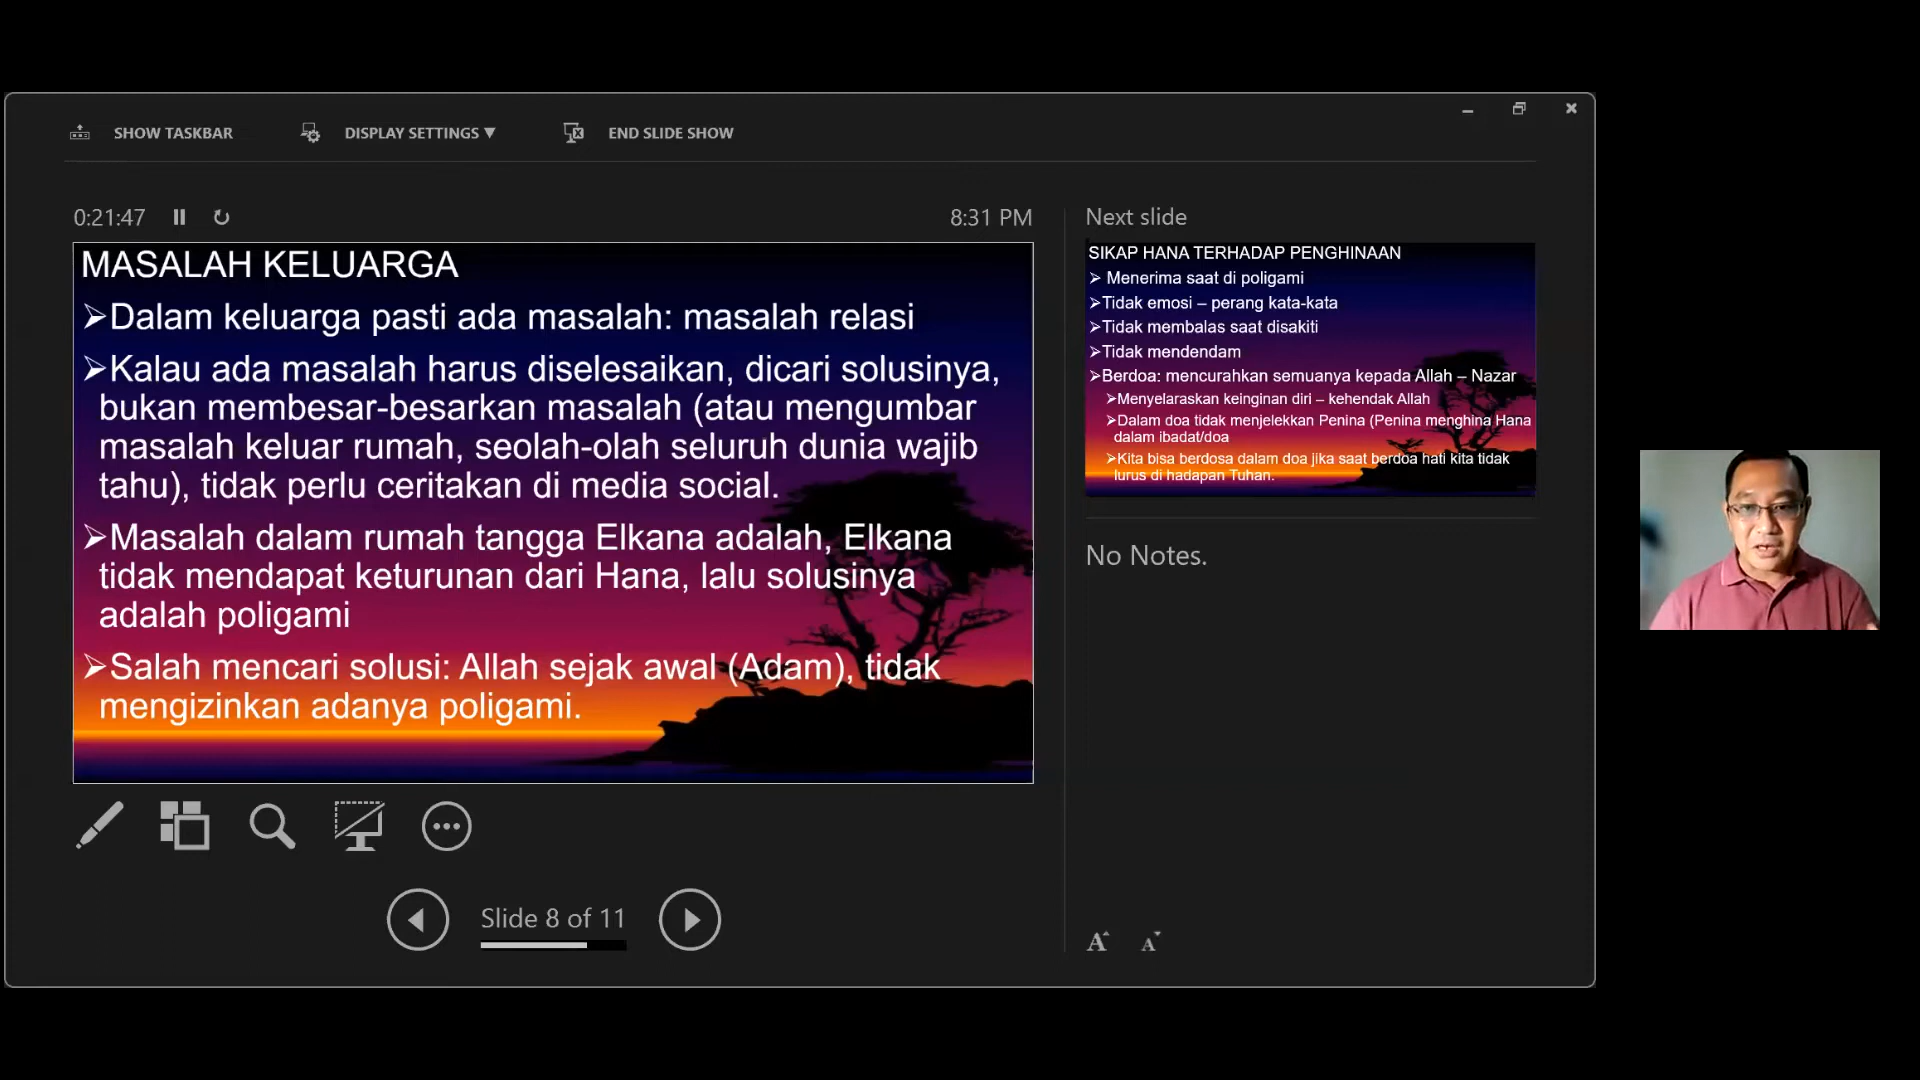 SHOW TASKBAR
DISPLAY SETTINGS ▼
END SLIDE SHOW
0:21:47
8:31 PM
MASALAH KELUARGA
➢Dalam keluarga pasti ada masalah: masalah relasi
➢Kalau ada masalah harus diselesaikan, dicari solusinya,
bukan membesar-besarkan masalah (atau mengumbar
masalah keluar rumah, seolah-olah seluruh dunia wajib
tahu), tidak perlu ceritakan di media social.
➢Masalah dalam rumah tangga Elkana adalah, Elkana
tidak mendapat keturunan dari Hana, lalu solusinya
adalah poligami
➢Salah mencari solusi: Allah sejak awal (Adam), tidak
mengizinkan adanya poligami.
Slide 8 of 11
Next slide
SIKAP HANA TERHADAP PENGHINAAN
➢ Menerima saat di poligami
➢Tidak emosi – perang kata-kata
➢Tidak membalas saat disakiti
➢Tidak mendendam
➢Berdoa: mencurahkan semuanya kepada Allah – Nazar
➢Menyelaraskan keinginan diri – kehendak Allah
➢Dalam doa tidak menjelekkan Penina (Penina menghina Hana
dalam ibadat/doa
➢Kita bisa berdosa dalam doa jika saat berdoa hati kita tidak
lurus di hadapan Tuhan.
No Notes.
A A